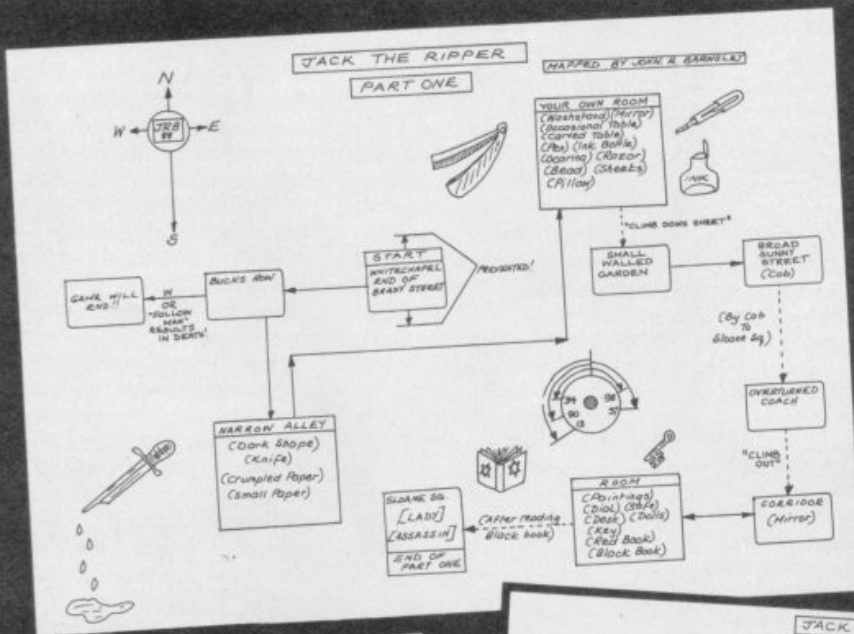 JACK THE RIPPER
PART ONE
MAPPED BY JOHN R. BARNSLEY
N
W
JRB
E
S
YOUR OWN ROOM
(Washstand) (Mirror)
(Occasional Table)
(Carved Table)
(Pen) (Ink Bottle)
(Razor)
(Bead) (Sheets)
(Pillow)
INK
"CLIMB DOWN SHEET"
SMALL
WALLED
GARDEN
BROAD
SUNNY
STREET
(Cab)
START
WHITECHAPEL
END OF
BRADY STREET
PREVENTED!
BUCK'S ROW
GAME WILL
END!!
W
OR
"FOLLOW
MAN"
RESULTS
IN DEATH!
(By Cab
To
Sloane Sq.)
OVERTURNED
COACH
"CLIMB
OUT"
NARROW ALLEY
(Dark Shape)
(Knife)
(Crumpled Paper)
(Small Paper)
34
90
13
98
57
SLOANE SQ.
[LADY]
[ASSASSIN]
END OF
PART ONE
(After reading
Black book)
ROOM
(Paintings)
(Dial) (Safe)
(Desk) (Dolls)
(Key)
(Red Book)
(Black Book)
CORRIDOR
(Mirror)
JACK